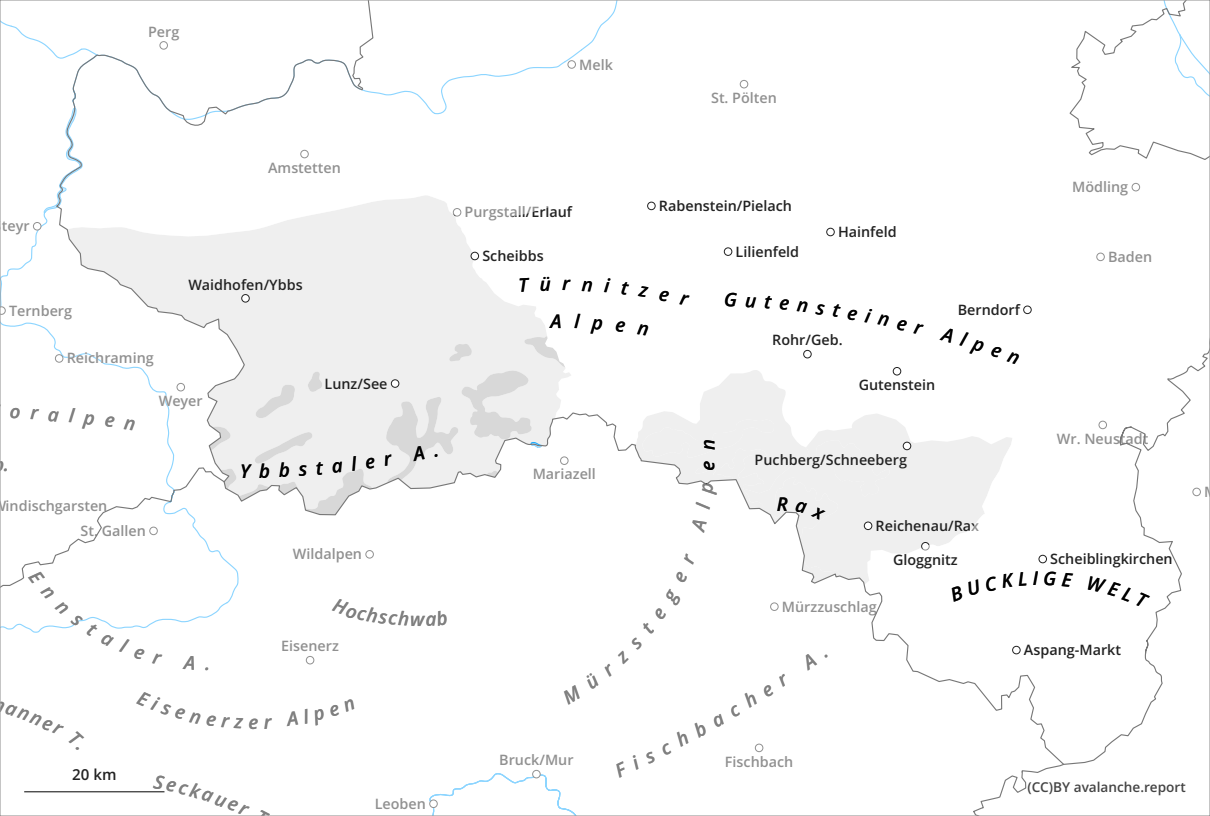 Perg
Melk
St. Pölten
Amstetten
Mödling
Purgstall/Erlauf
Rabenstein/Pielach
teyr
Hainfeld
Scheibbs
Lilienfeld
Baden
Waidhofen/Ybbs
Türnitzer
Alpen
Gutensteiner Alpen
Ternberg
Berndorf
Rohr/Geb.
Reichraming
Lunz/See
Gutenstein
Weyer
oralpen
Wr. Neustadt
Ybbstaler A.
Puchberg/Schneeberg
Mariazell
Windischgarsten
Rax
St. Gallen
Reichenau/Rax
Wildalpen
Gloggnitz
Scheiblingkirchen
BUCKLIGE WELT
Ennstaler A.
Hochschwab
Mürzsteger Alpen
Mürzzuschlag
Eisenerz
Aspang-Markt
Fischbacher A.
Eisenerzer Alpen
anner T.
Fischbach
Bruck/Mur
20 km
Seckauer T
Leoben
(CC)BY avalanche.report